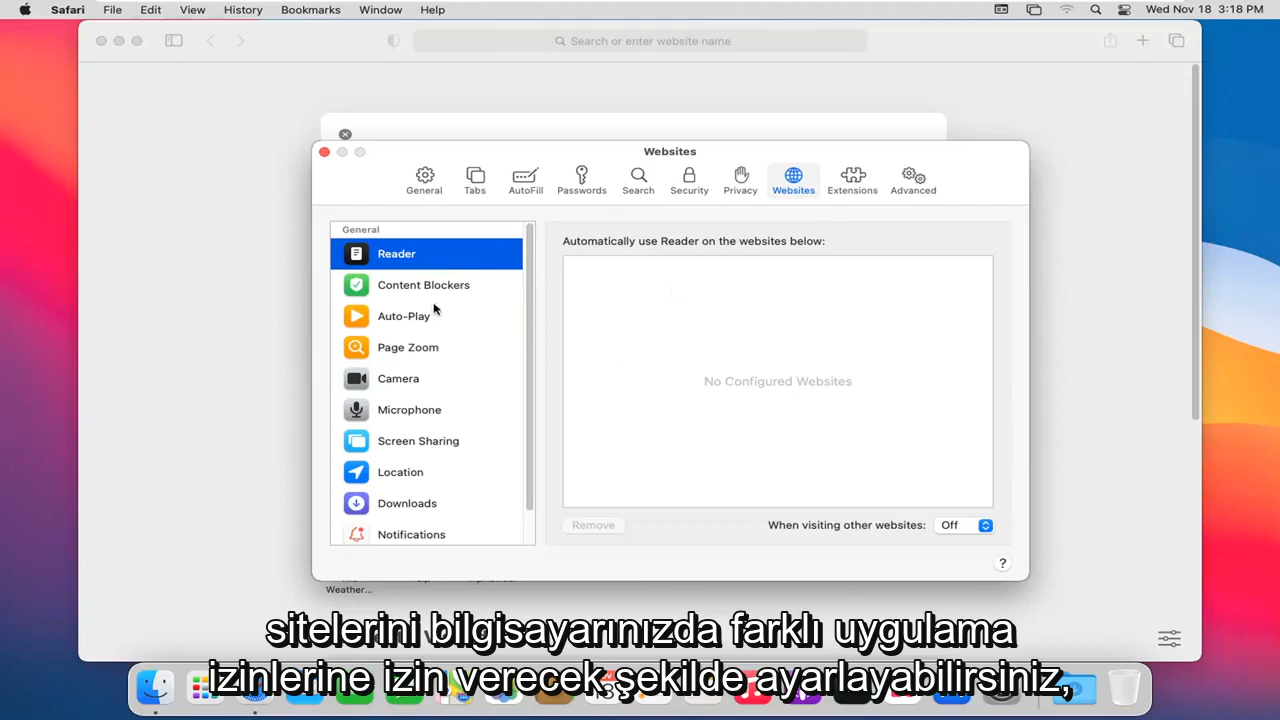 Safari File Edit View History Bookmarks Window Help Wed Nov 18 3:18 PM
Search or enter website name
Websites
General Tabs AutoFill Passwords Search Security Privacy Websites Extensions Advanced
General
Reader
Content Blockers
Auto-Play
Page Zoom
Camera
Microphone
Screen Sharing
Location
Downloads
Notifications
Automatically use Reader on the websites below:
No Configured Websites
Remove When visiting other websites: Off
?
Weather...
sitelerini bilgisayarınızda farklı uygulama
izinlerine izin verecek şekilde ayarlayabilirsiniz,